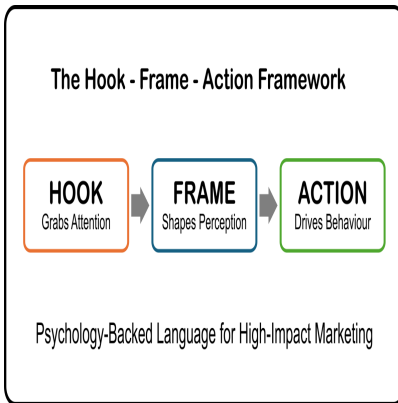 The Hook - Frame - Action Framework
HOOK
Grabs Attention
FRAME
Shapes Perception
ACTION
Drives Behaviour
Psychology-Backed Language for High-Impact Marketing